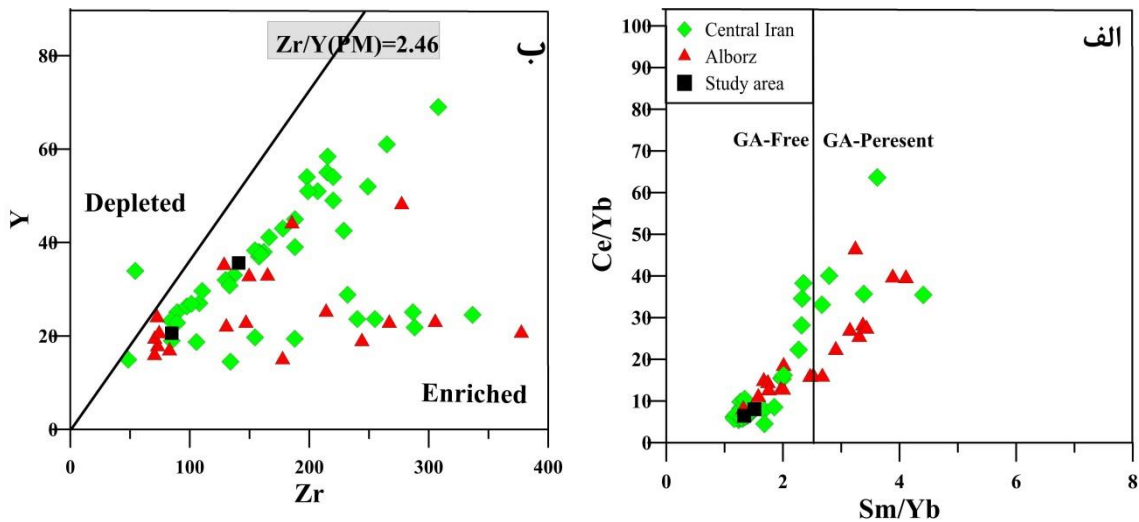 ب
Zr/Y(PM)=2.46
Depleted
Enriched
Y
80
60
40
20
0
0 100 200 300 400
Zr
الف
Central Iran
Alborz
Study area
GA-Free
GA-Peresent
Ce/Yb
100
90
80
70
60
50
40
30
20
10
0
0 2 4 6 8
Sm/Yb